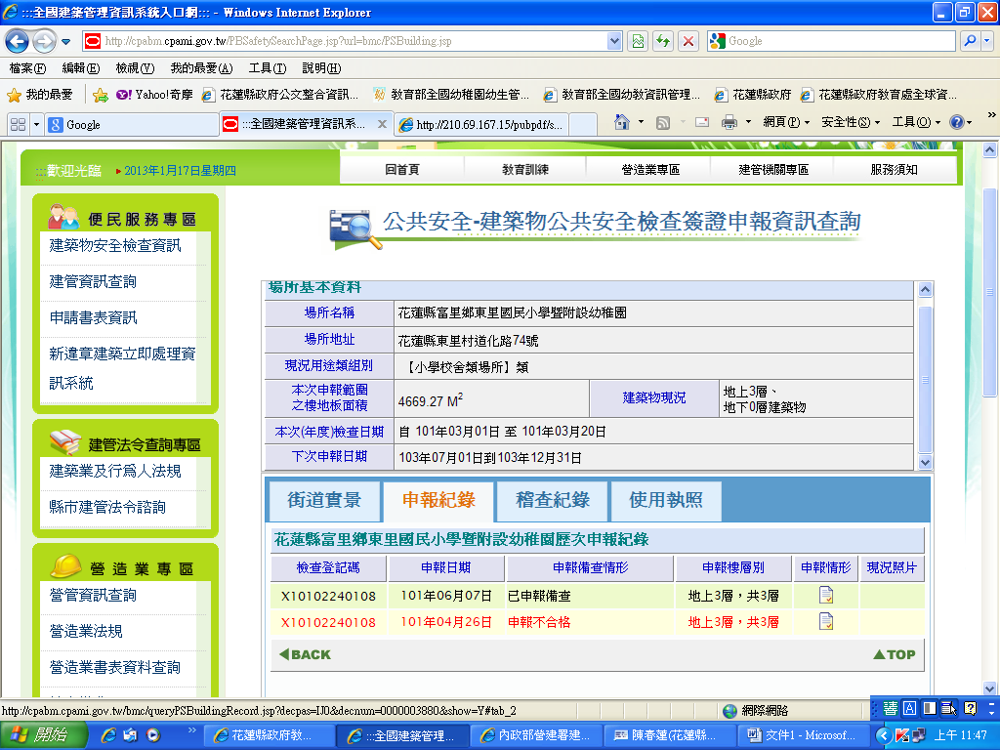 :::全國建築管理資訊系統入口網::: - Windows Internet Explorer
http://cpabm.cpami.gov.tw/PBSafetySearchPage.jsp?url=bmc/PSBuilding.jsp
Google
檔案(F) 編輯(E) 檢視(V) 我的最愛(A) 工具(T) 說明(H)
我的最愛 Yahoo!奇摩 花蓮縣政府公文整合資訊... 教育部全國幼稚園幼生管... 教育部全國幼教資訊管理... 花蓮縣政府 花蓮縣政府教育處全球資...
Google :::全國建築管理資訊系... http://210.69.167.15/pubpdf/s... 網頁(P) 安全性(S) 工具(O)
:::歡迎光臨 2013年1月17日星期四
回首頁 教育訓練 營造業專區 建管機關專區 服務須知
便民服務專區
建築物安全檢查資訊
建管資訊查詢
申請書表資訊
新違章建築立即處理資
訊系統
建管法令查詢專區
建築業及行為人法規
縣市建管法令諮詢
營造業專區
營管資訊查詢
營造業法規
營造業書表資料查詢
公共安全-建築物公共安全檢查簽證申報資訊查詢
場所基本資料
場所名稱 花蓮縣富里鄉東里國民小學暨附設幼稚園
場所地址 花蓮縣東里村道化路74號
現況用途類組別 【小學校舍類場所】類
本次申報範圍
之樓地板面積 4669.27 M2 建築物現況 地上3層、
地下0層建築物
本次(年度)檢查日期 自 101年03月01日 至 101年03月20日
下次申報日期 103年07月01日到103年12月31日
街道實景 申報紀錄 稽查紀錄 使用執照
花蓮縣富里鄉東里國民小學暨附設幼稚園歷次申報紀錄
檢查登記碼 申報日期 申報備查情形 申報樓層別 申報情形 現況照片
X10102240108 101年06月07日 已申報備查 地上3層，共3層
X10102240108 101年04月26日 申報不合格 地上3層，共3層
BACK TOP
http://cpabm.cpami.gov.tw/bmc/queryPSBuildingRecord.jsp?decpas=IJ0&decnum=0000003880&show=Y#tab_2 網際網路
開始 花蓮縣政府教... :::全國建築管理... 內政部營建署建... 陳春蓮(花蓮縣... 文件1 - Microsof... 上午 11:47